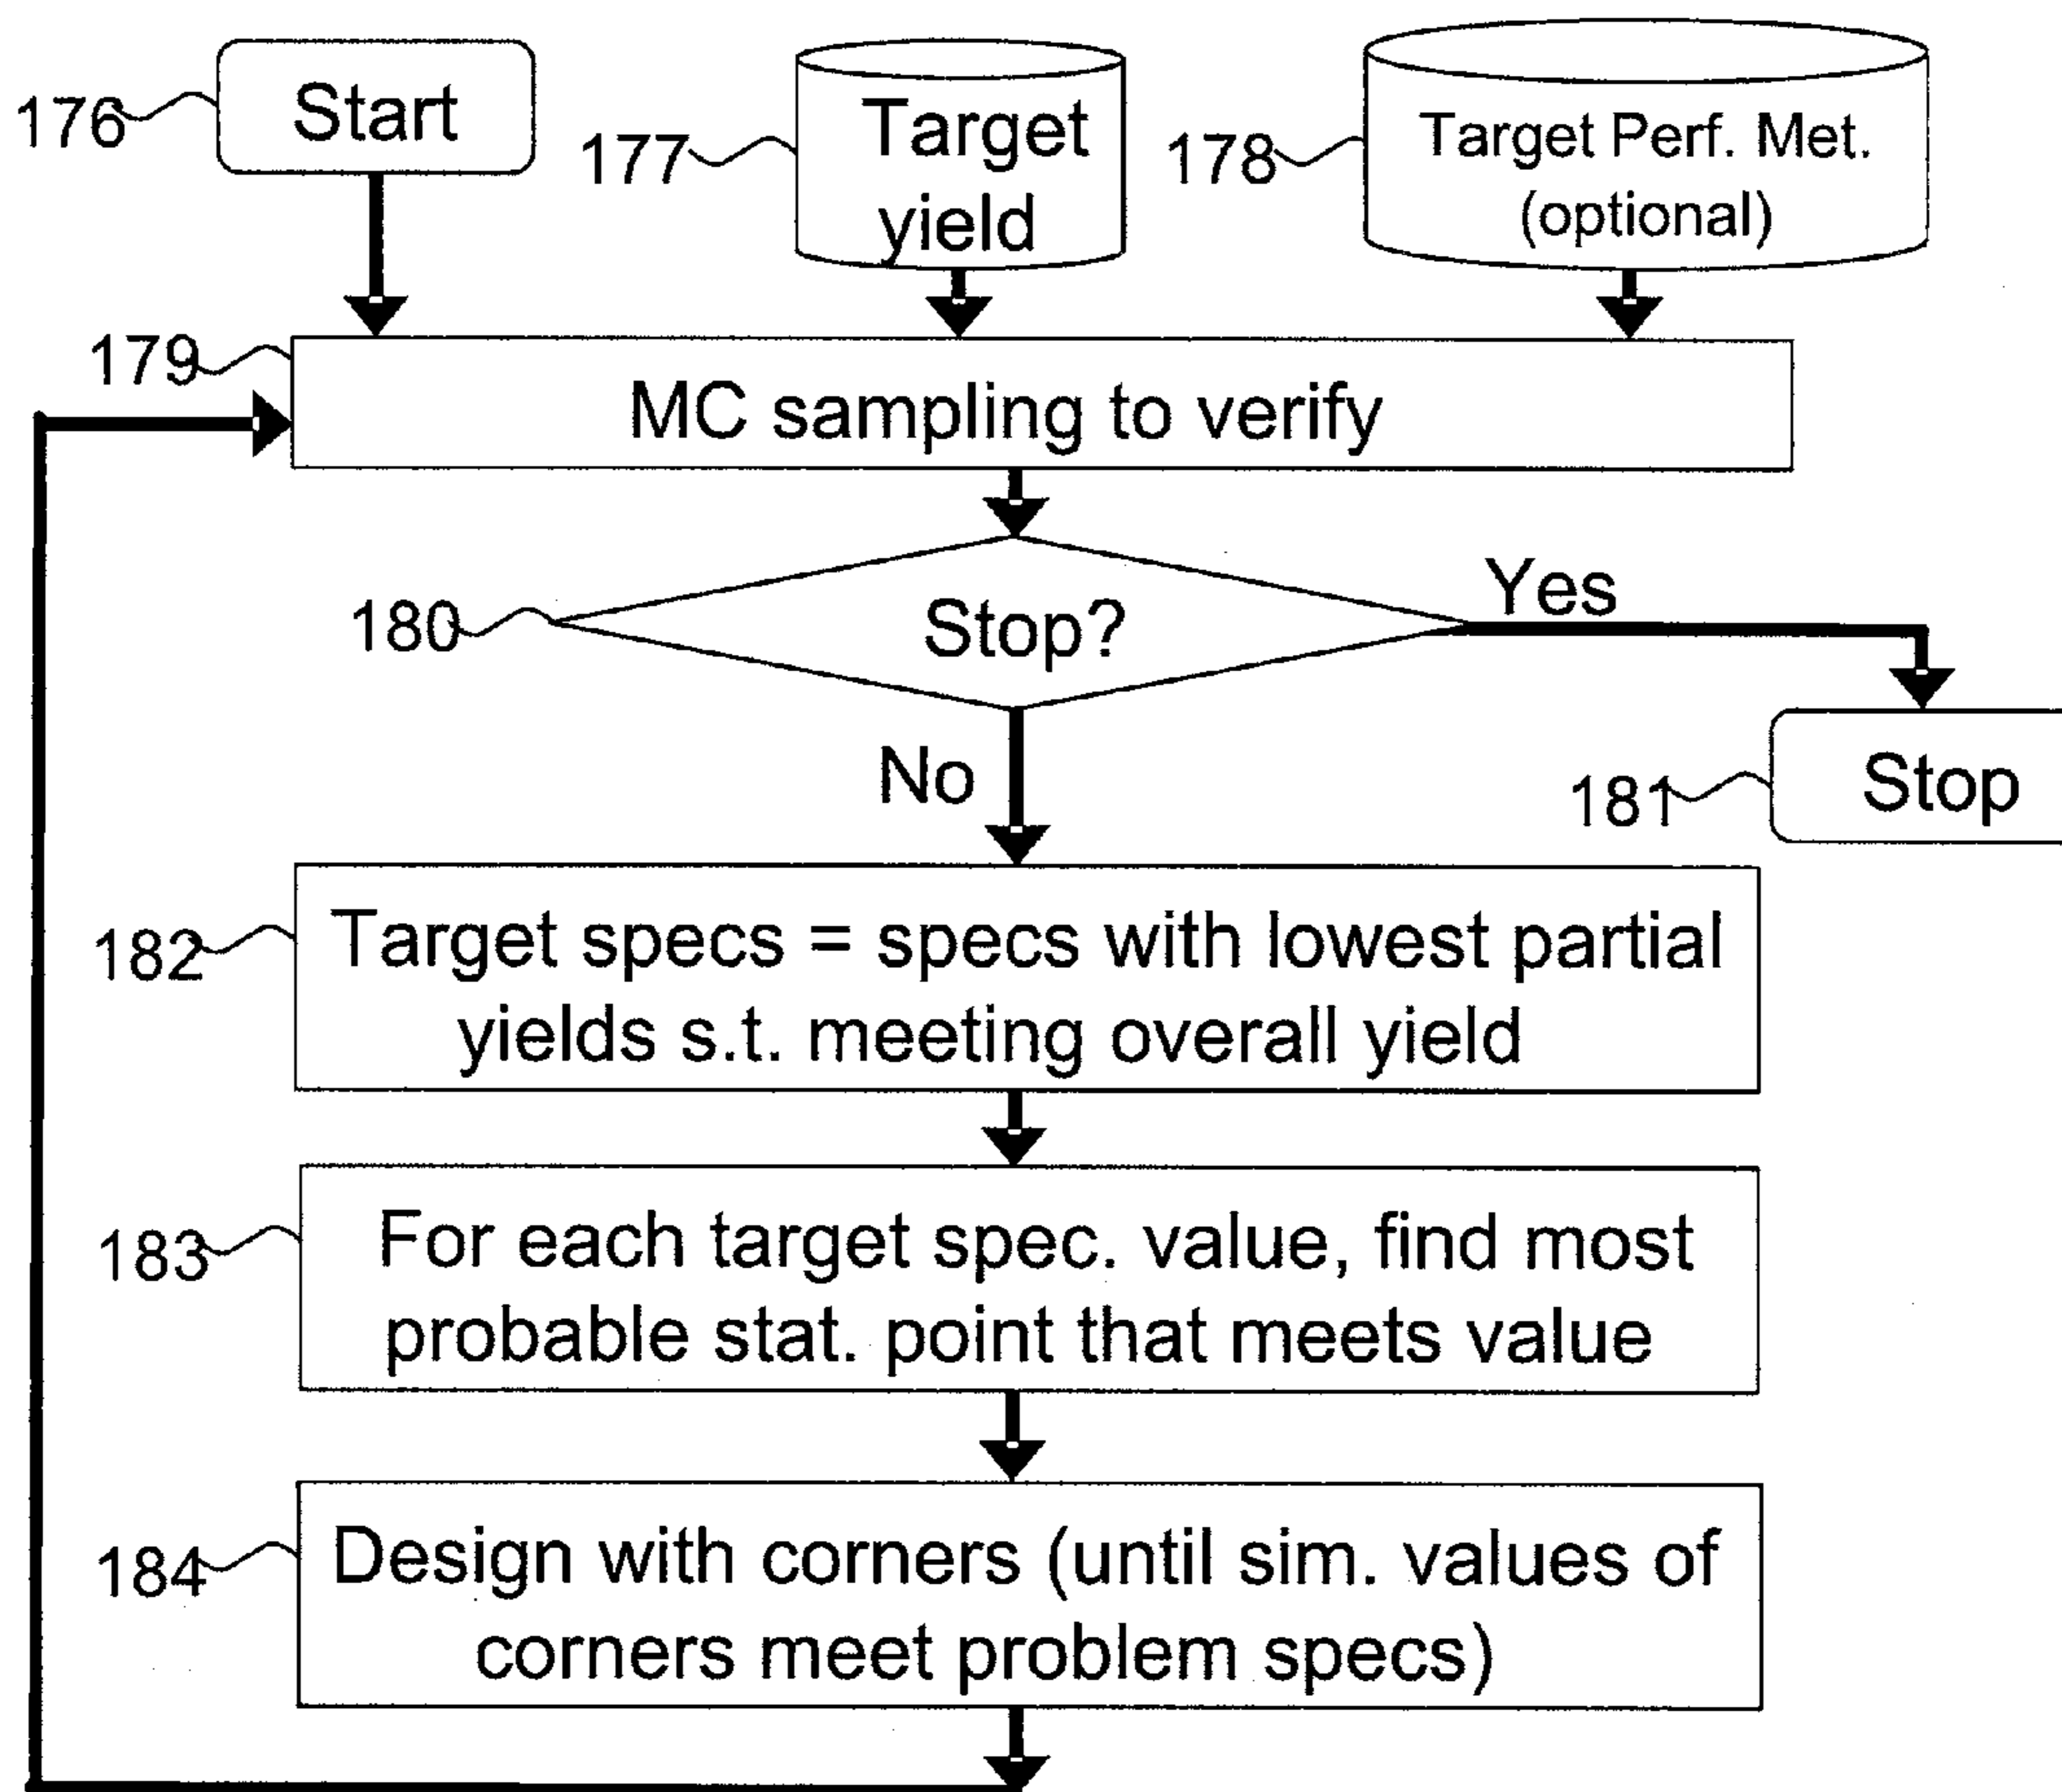 176
Start
177
Target
yield
178
Target Perf. Met.
(optional)
179
MC sampling to verify
180
Stop?
Yes
No
181
Stop
182
Target specs = specs with lowest partial
yields s.t. meeting overall yield
183
For each target spec. value, find most
probable stat. point that meets value
184
Design with corners (until sim. values of
corners meet problem specs)